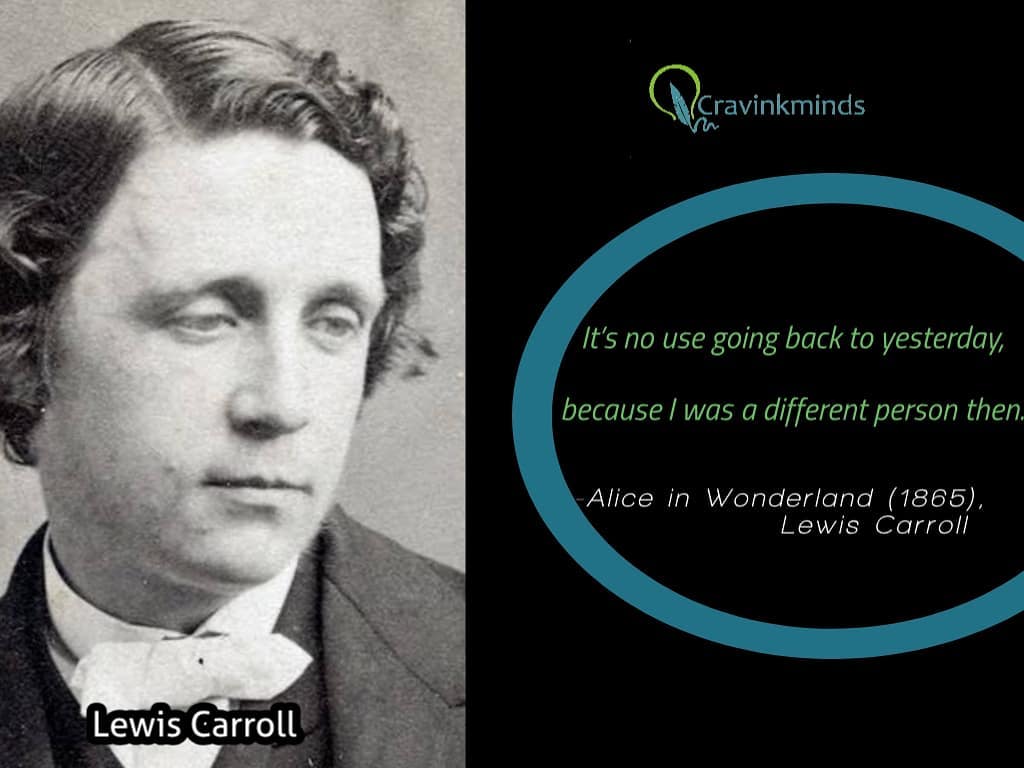 Cravinkminds
It's no use going back to yesterday,
because I was a different person then.
-Alice in Wonderland (1865),
Lewis Carroll
Lewis Carroll